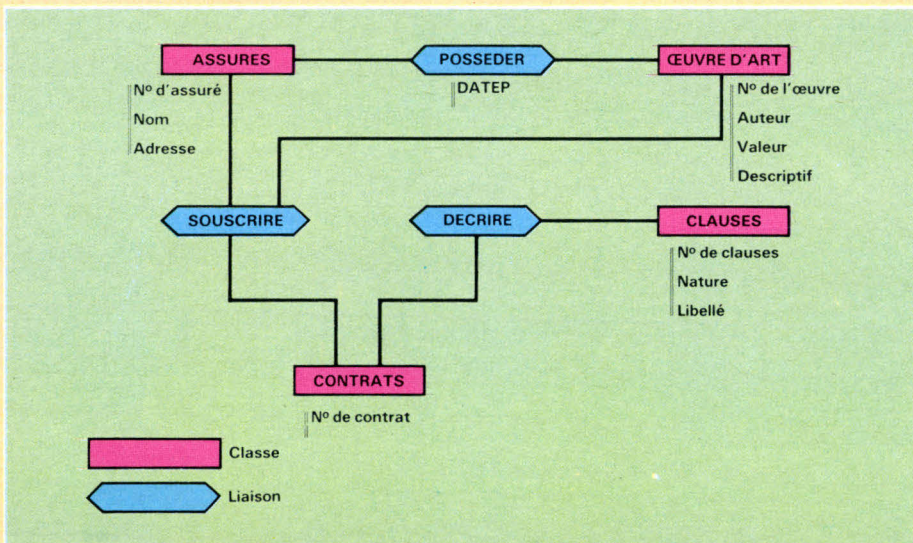 ASSURES
POSSEDER
ŒUVRE D'ART
Nº d'assuré
Nom
Adresse
DATEP
Nº de l'œuvre
Auteur
Valeur
Descriptif
SOUSCRIRE
DECRIRE
CLAUSES
Nº de clauses
Nature
Libellé
CONTRATS
Nº de contrat
Classe
Liaison